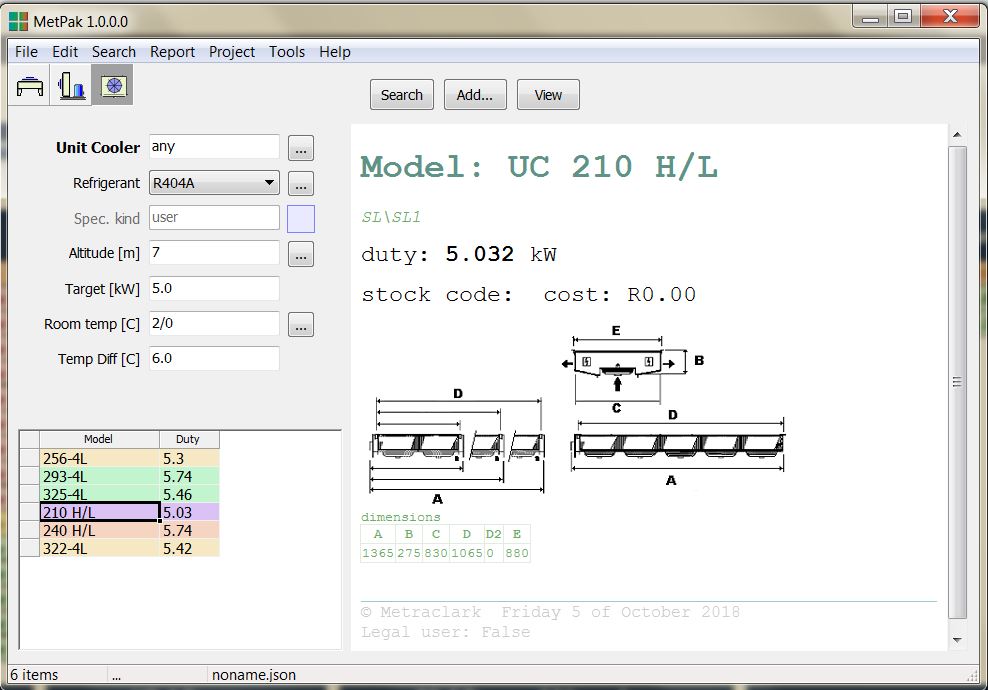 MetPak 1.0.0.0
File Edit Search Report Project Tools Help
Search Add... View
Unit Cooler any ...
Refrigerant R404A ...
Spec. kind user
Altitude [m] 7 ...
Target [kW] 5.0
Room temp [C] 2/0 ...
Temp Diff [C] 6.0
Model Duty
256-4L 5.3
293-4L 5.74
325-4L 5.46
210 H/L 5.03
240 H/L 5.74
322-4L 5.42
Model: UC 210 H/L
SL\SL1
duty: 5.032 kW
stock code: cost: R0.00
E
B
C
D
A
D
A
dimensions
A B C D D2 E
1365 275 830 1065 0 880
© Metraclark Friday 5 of October 2018
Legal user: False
6 items ... noname.json